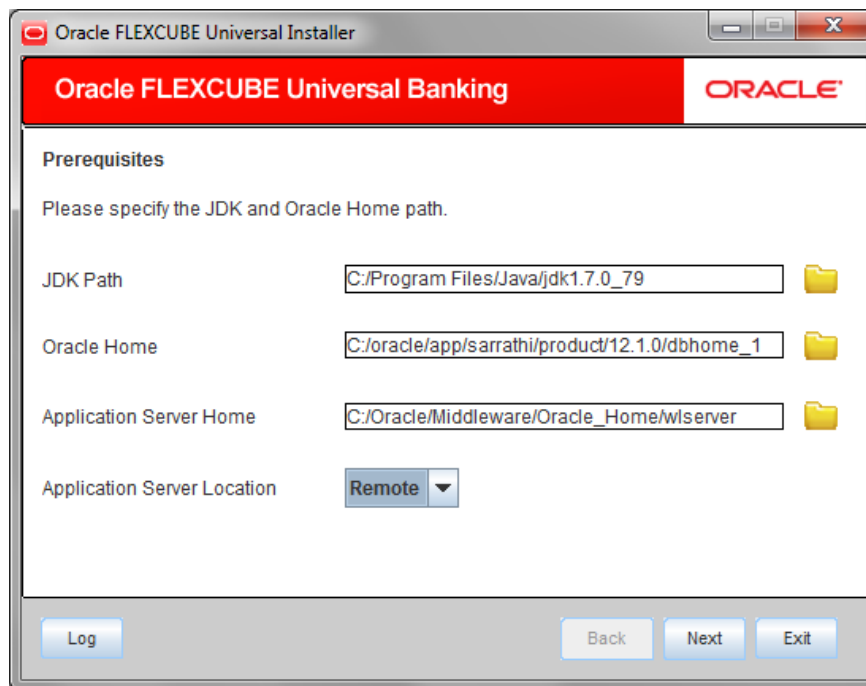 Oracle FLEXCUBE Universal Installer
Oracle FLEXCUBE Universal Banking ORACLE
Prerequisites
Please specify the JDK and Oracle Home path.
JDK Path C:/Program Files/Java/jdk1.7.0_79
Oracle Home C:/oracle/app/sarrathi/product/12.1.0/dbhome_1
Application Server Home C:/Oracle/Middleware/Oracle_Home/wlserver
Application Server Location Remote
Log Back Next Exit